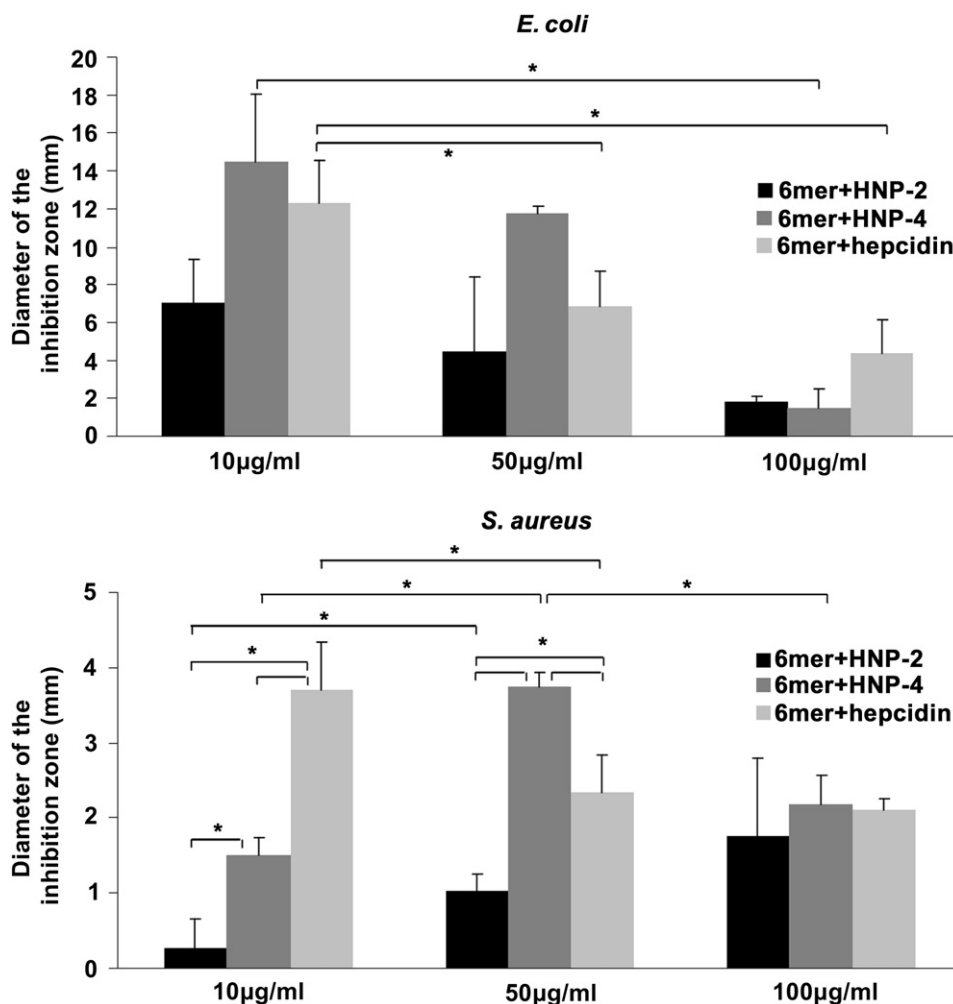 E. coli
Diameter of the
inhibition zone (mm)
20
18
16
14
12
10
8
6
4
2
0
*
*
*
6mer+HNP-2
6mer+HNP-4
6mer+hepcidin
10µg/ml
50µg/ml
100µg/ml
S. aureus
Diameter of the
inhibition zone (mm)
5
4
3
2
1
0
*
*
*
*
*
*
*
6mer+HNP-2
6mer+HNP-4
6mer+hepcidin
10µg/ml
50µg/ml
100µg/ml